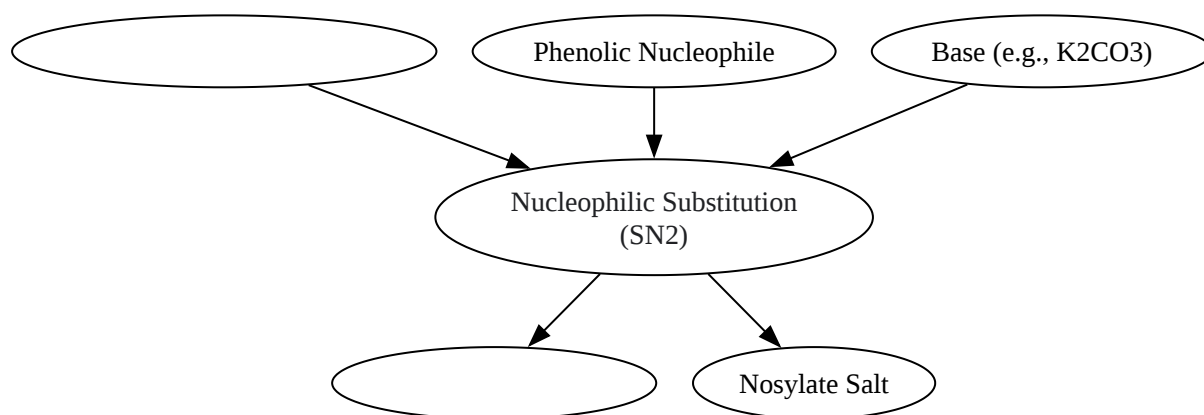 Phenolic Nucleophile
Base (e.g., K2CO3)
Nucleophilic Substitution
(SN2)
Nosylate Salt